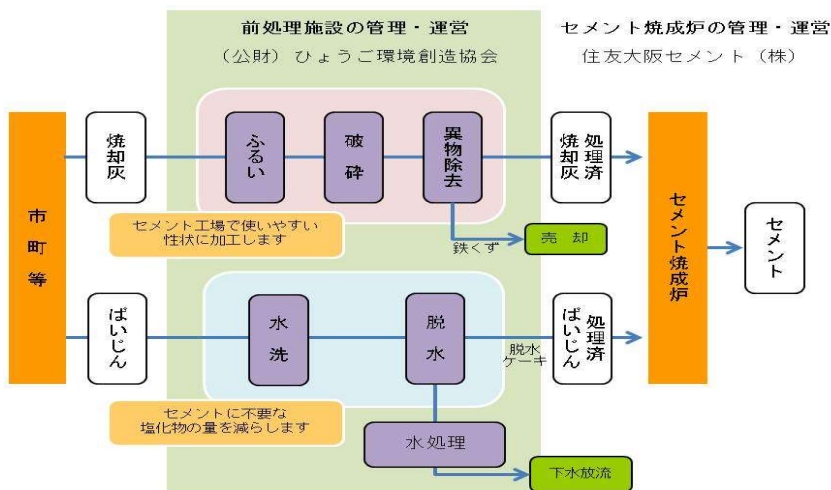 前処理施設の管理・運営
(公財)ひょうご環境創造協会
セメント焼成炉の管理・運営
住友大阪セメント(株)
市町等
焼却灰
ふるい
破砕
異物除去
処理済
焼却灰
セメント工場で使いやすい
性状に加工します
鉄くず
売 却
セメント焼成炉
セメント
ばいじん
水洗
脱水
脱水
ケーキ
処理済
ばいじん
セメントに不要な
塩化物の量を減らします
水処理
下水放流